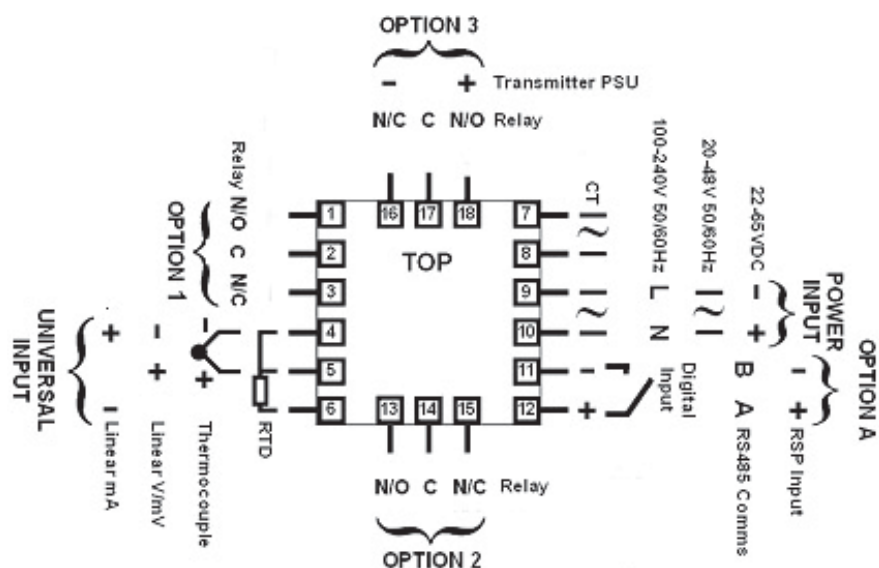 OPTION 3
- + Transmitter PSU
N/C C N/O Relay
16 17 18
TOP
1
2
3
4
5
6
7
8
9
10
11
12
13 14 15
N/O C N/C Relay
OPTION 2
Relay N/O C N/C
OPTION 1
- +
Thermocouple
- +
Linear V/mV
+ -
Linear mA
UNIVERSAL INPUT
RTD
CT
- +
Digital Input
100-240V 50/60Hz L N
20-48V 50/60Hz
22-65VDC - +
POWER INPUT
B A RS485 Comms
- + RSP Input
OPTION A